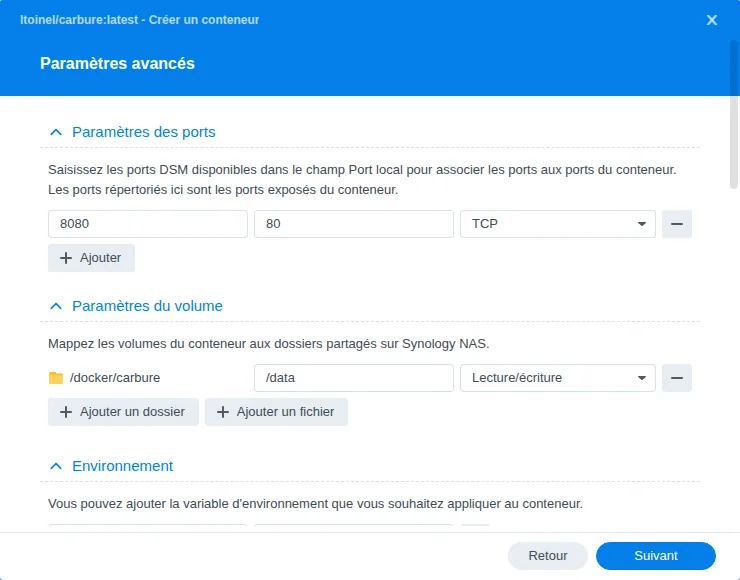 ltoinel/carbure:latest - Créer un conteneur
Paramètres avancés
Paramètres des ports
Saisissez les ports DSM disponibles dans le champ Port local pour associer les ports aux ports du conteneur.
Les ports répertoriés ici sont les ports exposés du conteneur.
8080 80 TCP
Ajouter
Paramètres du volume
Mappez les volumes du conteneur aux dossiers partagés sur Synology NAS.
/docker/carbure /data Lecture/écriture
Ajouter un dossier Ajouter un fichier
Environnement
Vous pouvez ajouter la variable d'environnement que vous souhaitez appliquer au conteneur.
Retour Suivant